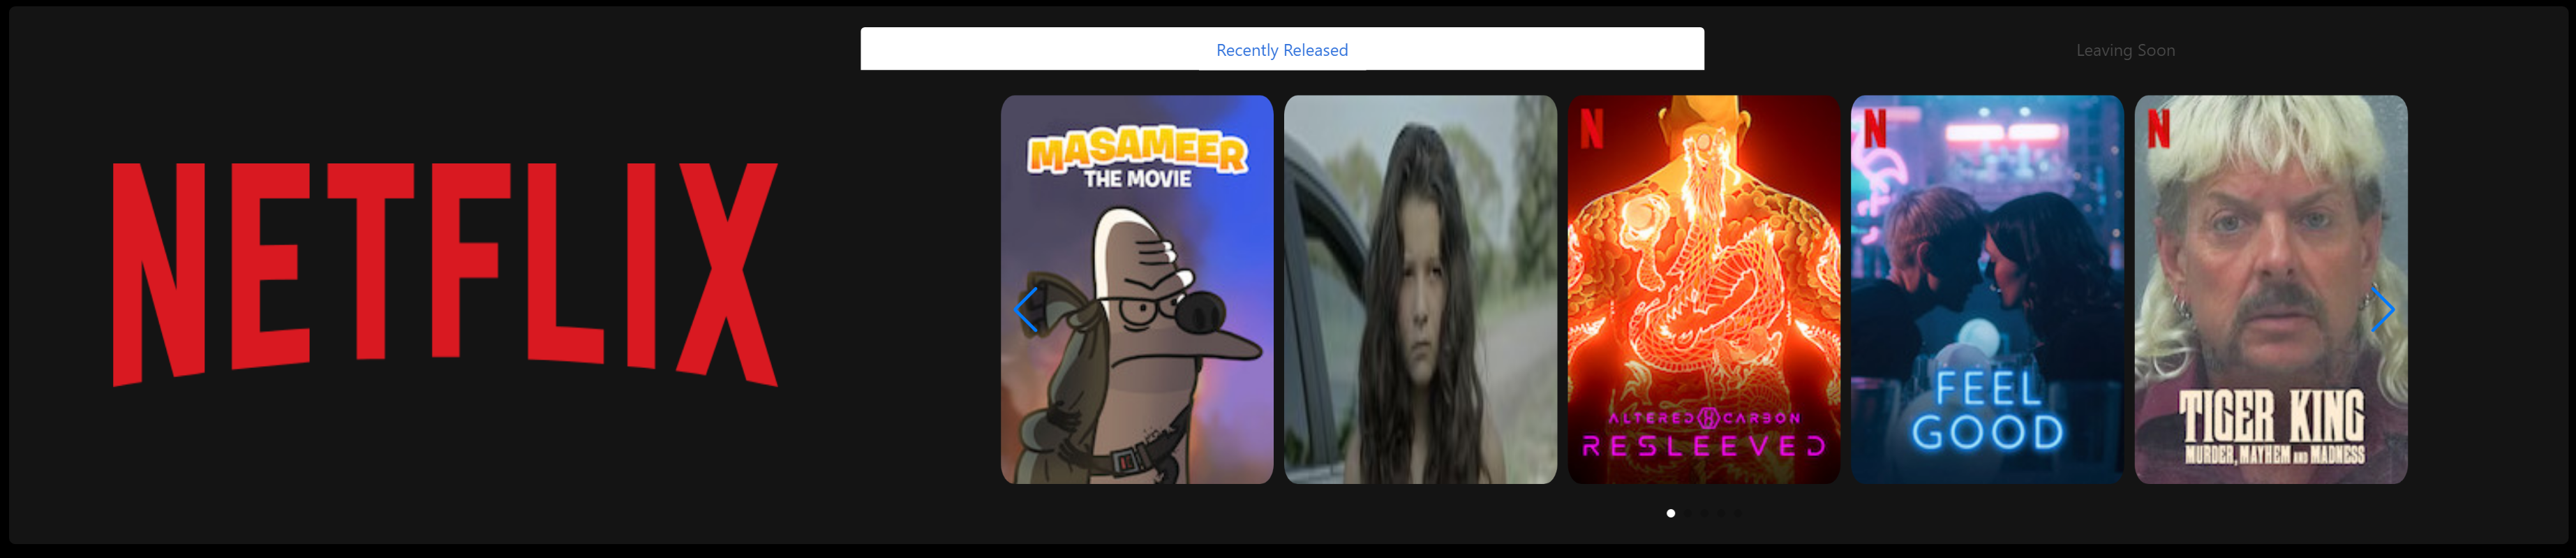 Recently Released
Leaving Soon
NETFLIX
MASAMEER
THE MOVIE
N
ALTERED CARBON
RESLEEVED
N
FEEL
GOOD
N
TIGER KING
MURDER, MAYHEM AND MADNESS